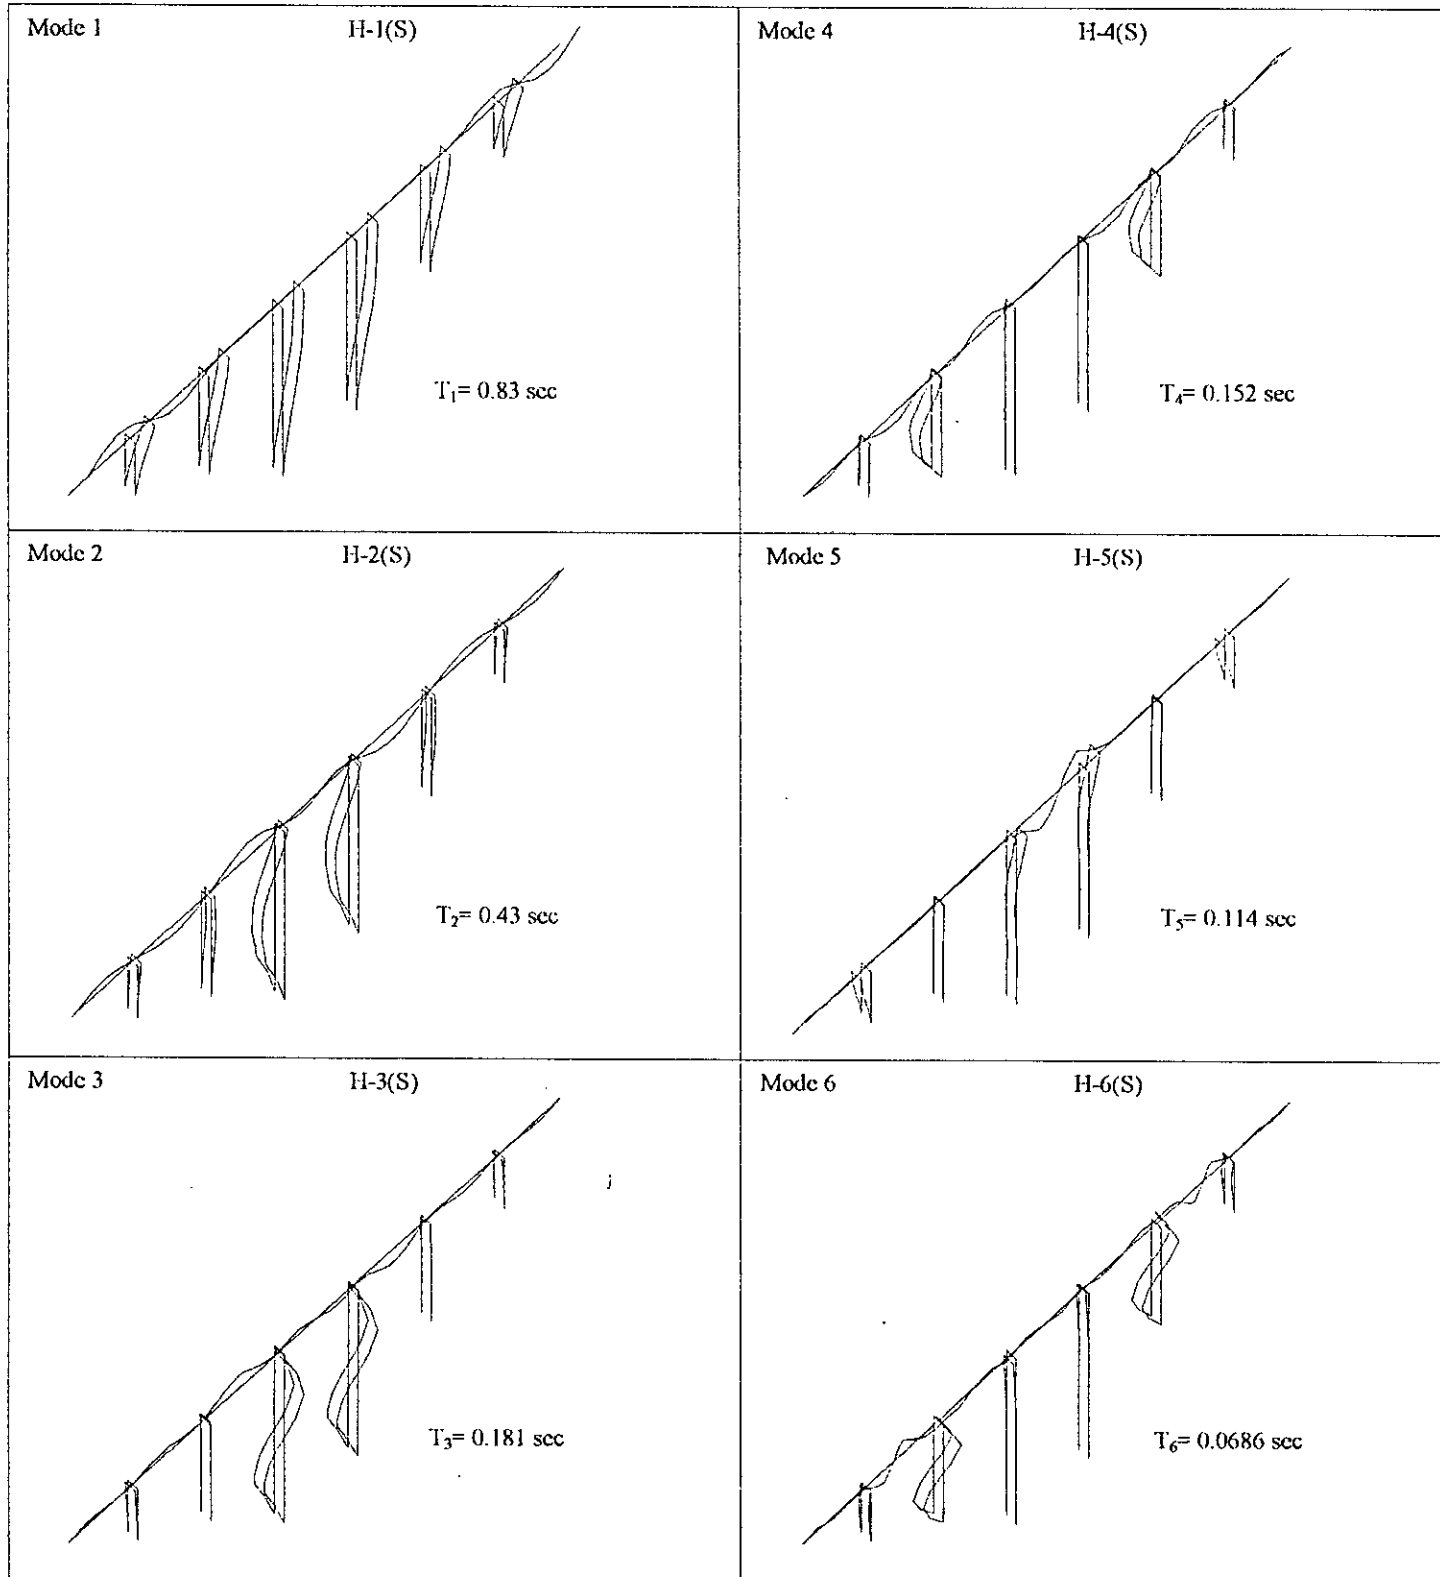 Mode 1 H-1(S)
T₁= 0.83 sec
Mode 4 H-4(S)
T₄= 0.152 sec
Mode 2 H-2(S)
T₂= 0.43 sec
Mode 5 H-5(S)
T₅= 0.114 sec
Mode 3 H-3(S)
T₃= 0.181 sec
Mode 6 H-6(S)
T₆= 0.0686 sec